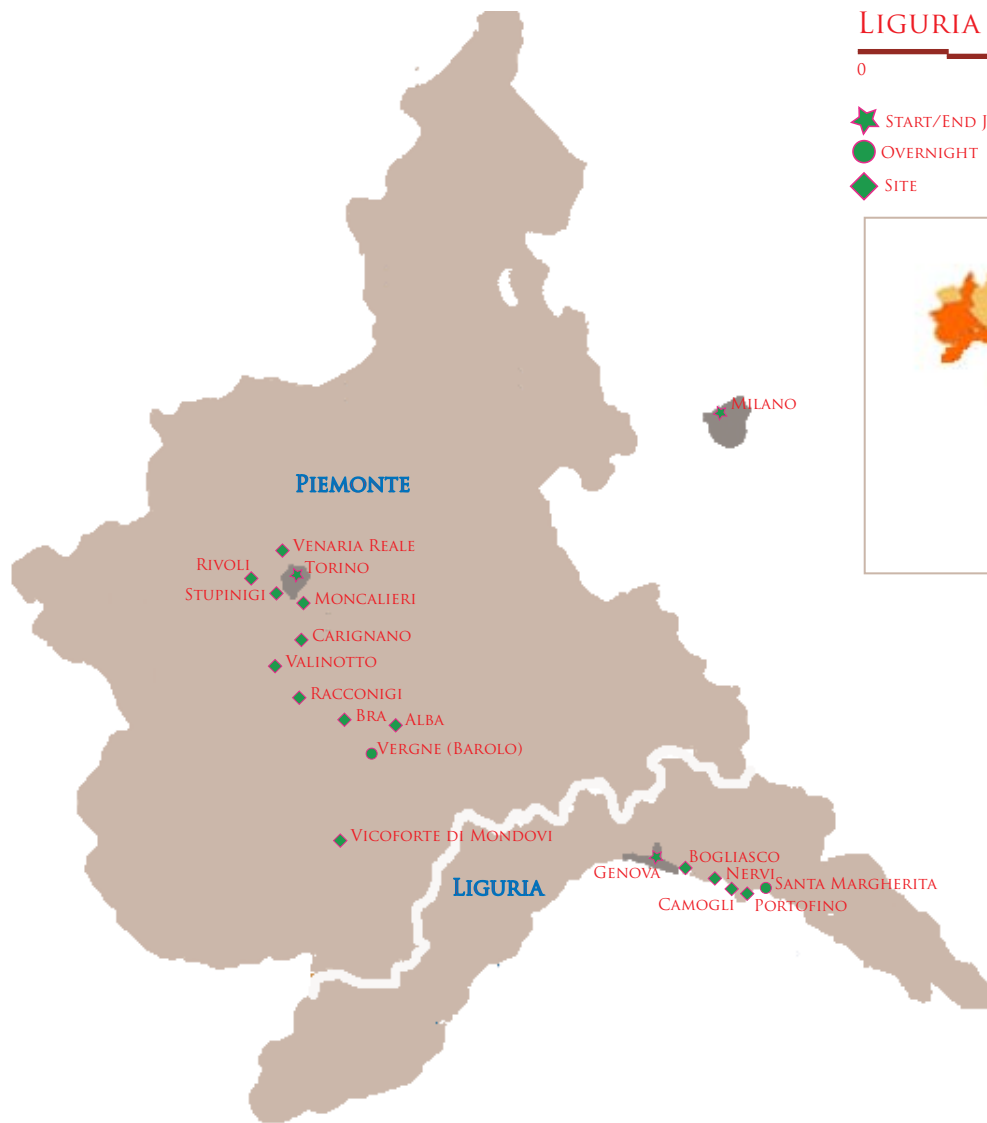 LIGURIA
0
START/END J
OVERNIGHT
SITE
MILANO
PIEMONTE
VENARIA REALE
RIVOLI
TORINO
STUPINIGI
MONCALIERI
CARIGNANO
VALINOTTO
RACCONIGI
BRA
ALBA
VERGNE (BAROLO)
VICOFORTE DI MONDOVI
LIGURIA
GENOVA
BOGLIASCO
NERVI
SANTA MARGHERITA
CAMOGLI
PORTOFINO